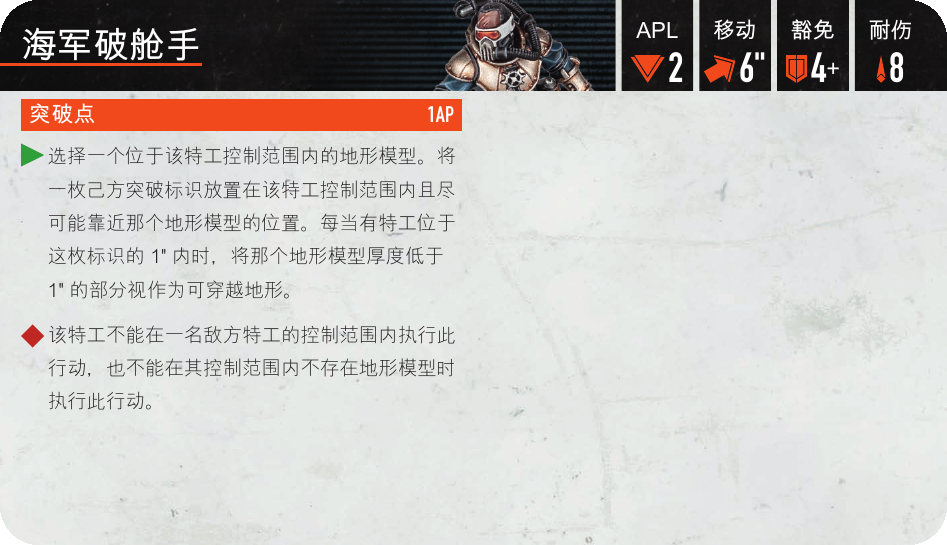 海军破舱手
APL 移动 豁免 耐伤
2 6" 4+ 8
突破点 1AP
选择一个位于该特工控制范围内的地形模型。将
一枚己方突破标识放置在该特工控制范围内且尽
可能靠近那个地形模型的位置。每当有特工位于
这枚标识的 1" 内时，将那个地形模型厚度低于
1" 的部分视作为可穿越地形。
该特工不能在一名敌方特工的控制范围内执行此
行动，也不能在其控制范围内不存在地形模型时
执行此行动。